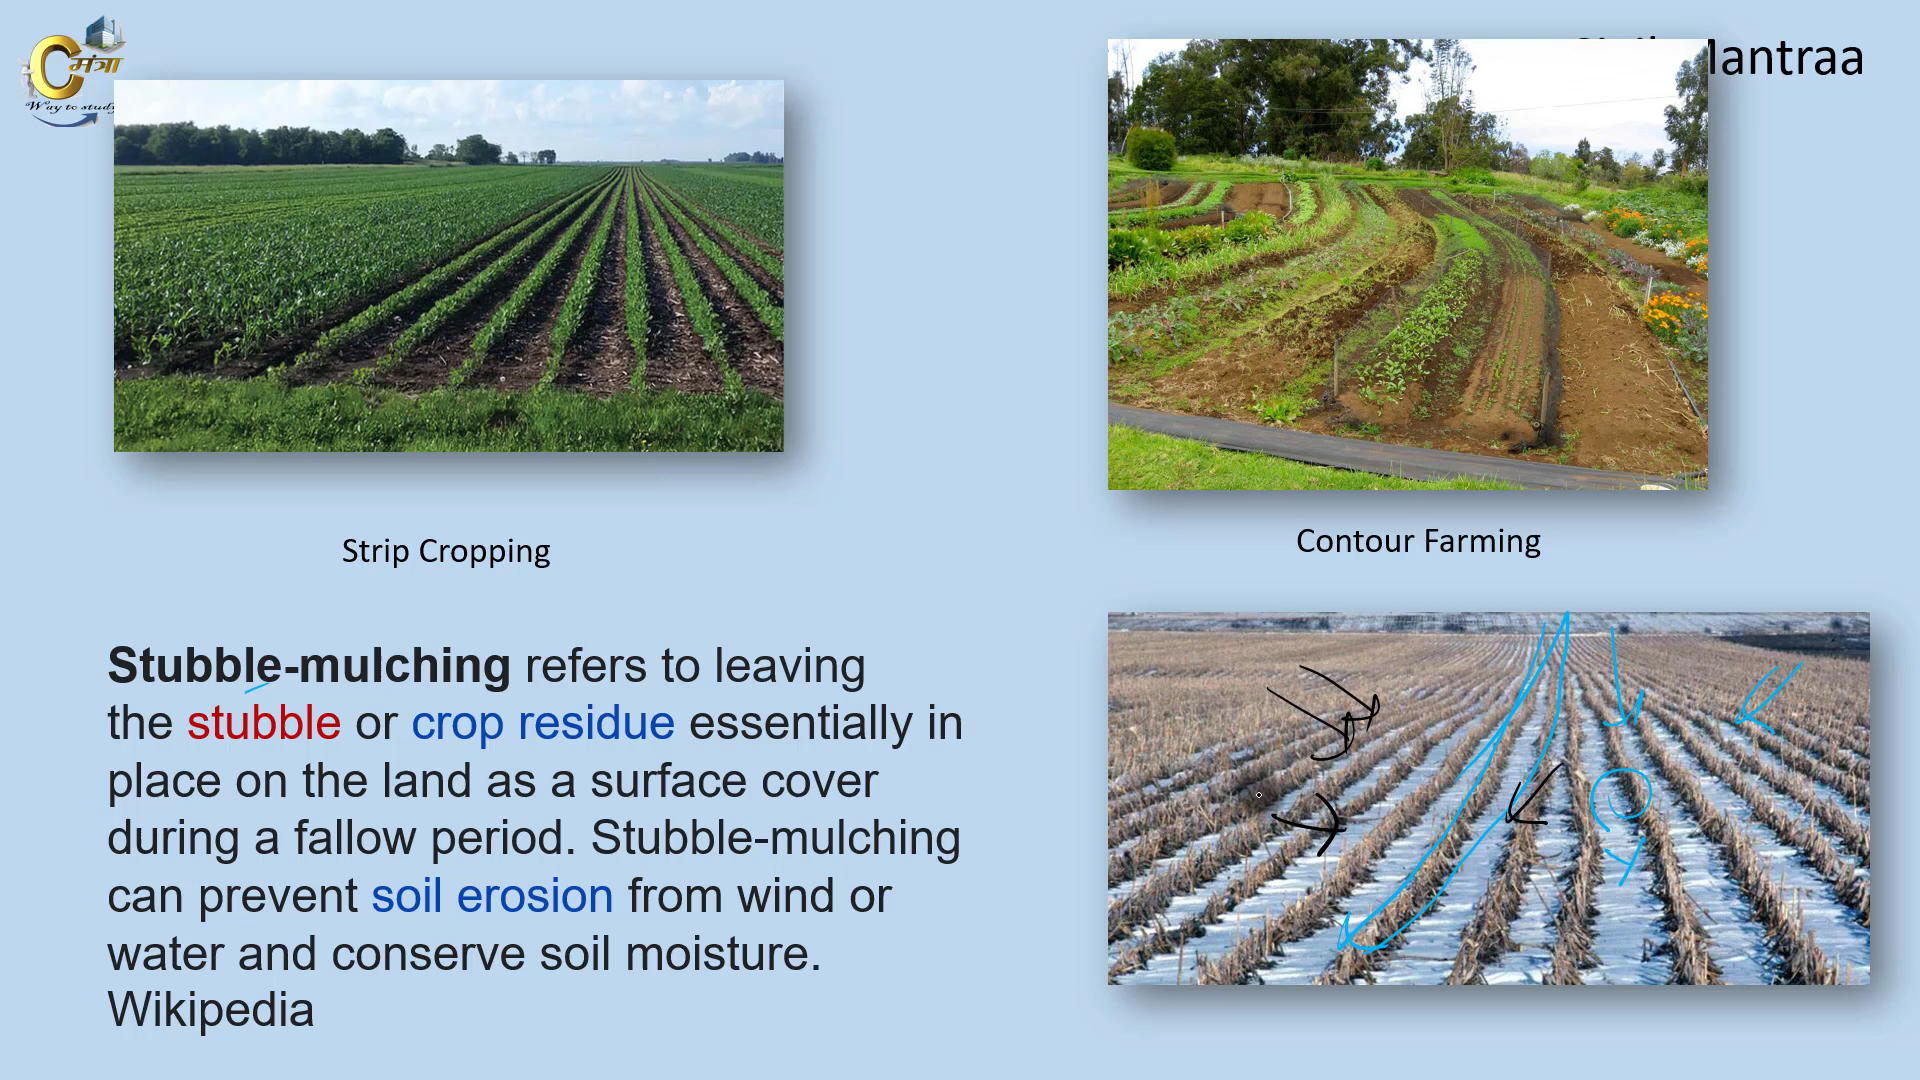 C मंत्रा
Way to study
Mantraa
Strip Cropping
Contour Farming
Stubble-mulching refers to leaving
the stubble or crop residue essentially in
place on the land as a surface cover
during a fallow period. Stubble-mulching
can prevent soil erosion from wind or
water and conserve soil moisture.
Wikipedia